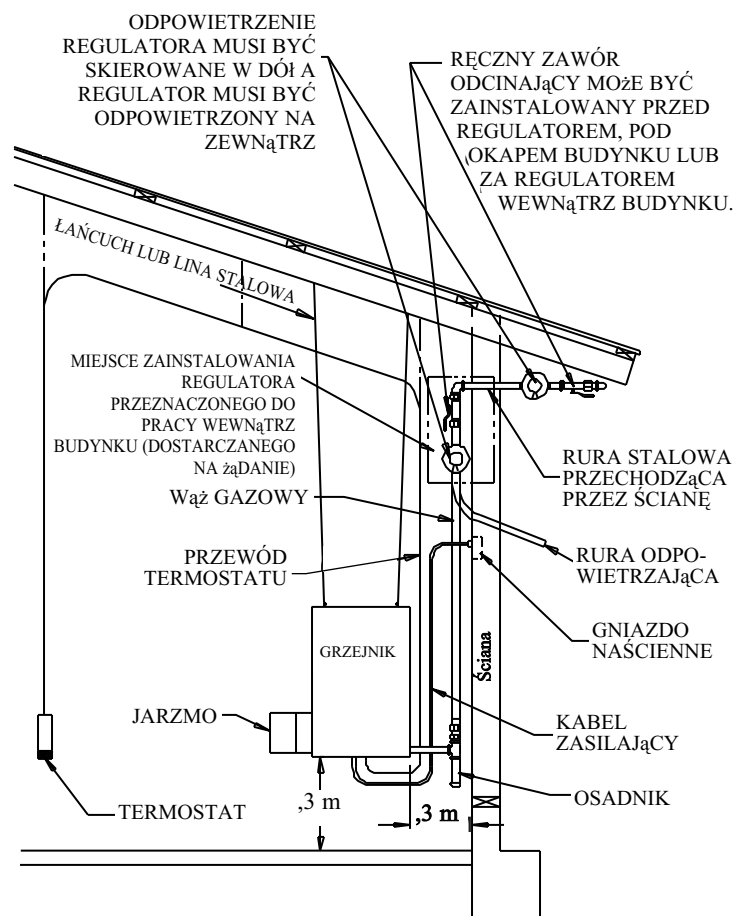 ODPOWIETRZENIE
REGULATORA MUSI BYĆ
SKIEROWANE W DÓł A
REGULATOR MUSI BYĆ
ODPOWIETRZONY NA
ZEWNąTRZ
RĘCZNY ZAWÓR
ODCINAJąCY MOżE BYĆ
ZAINSTALOWANY PRZED
REGULATOREM, POD
OKAPEM BUDYNKU LUB
ZA REGULATOREM
WEWNąTRZ BUDYNKU.
ŁAŃCUCH LUB LINA STALOWA
MIEJSCE ZAINSTALOWANIA
REGULATORA
PRZEZNACZONEGO DO
PRACY WEWNąTRZ
BUDYNKU (DOSTARCZANEGO
NA żąDANIE)
RURA STALOWA
PRZECHODZąCA
PRZEZ ŚCIANĘ
Wąż GAZOWY
PRZEWÓD
TERMOSTATU
RURA ODPO-
WIETRZAJąCA
GNIAZDO
NAŚCIENNE
GRZEJNIK
Ściana
JARZMO
KABEL
ZASILAJąCY
TERMOSTAT
,3 m
,3 m
OSADNIK